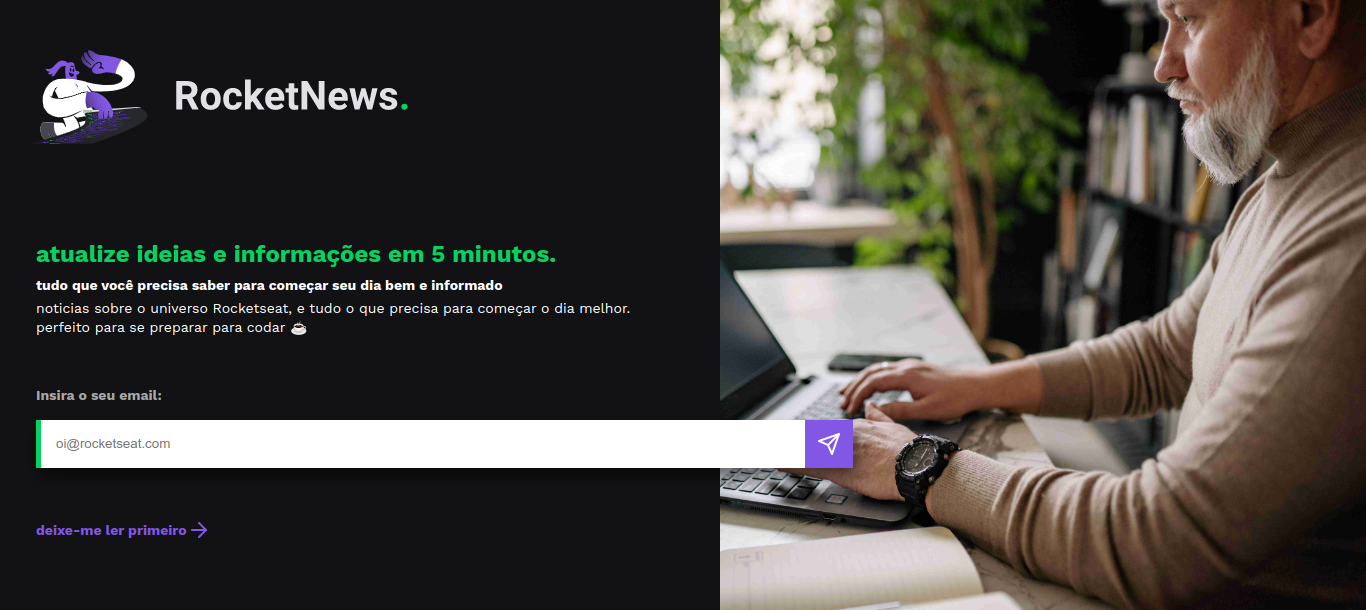 RocketNews.
atualize ideias e informações em 5 minutos.
tudo que você precisa saber para começar seu dia bem e informado
noticias sobre o universo Rocketseat, e tudo o que precisa para começar o dia melhor.
perfeito para se preparar para codar ☕
Insira o seu email:
oi@rocketseat.com
deixe-me ler primeiro →